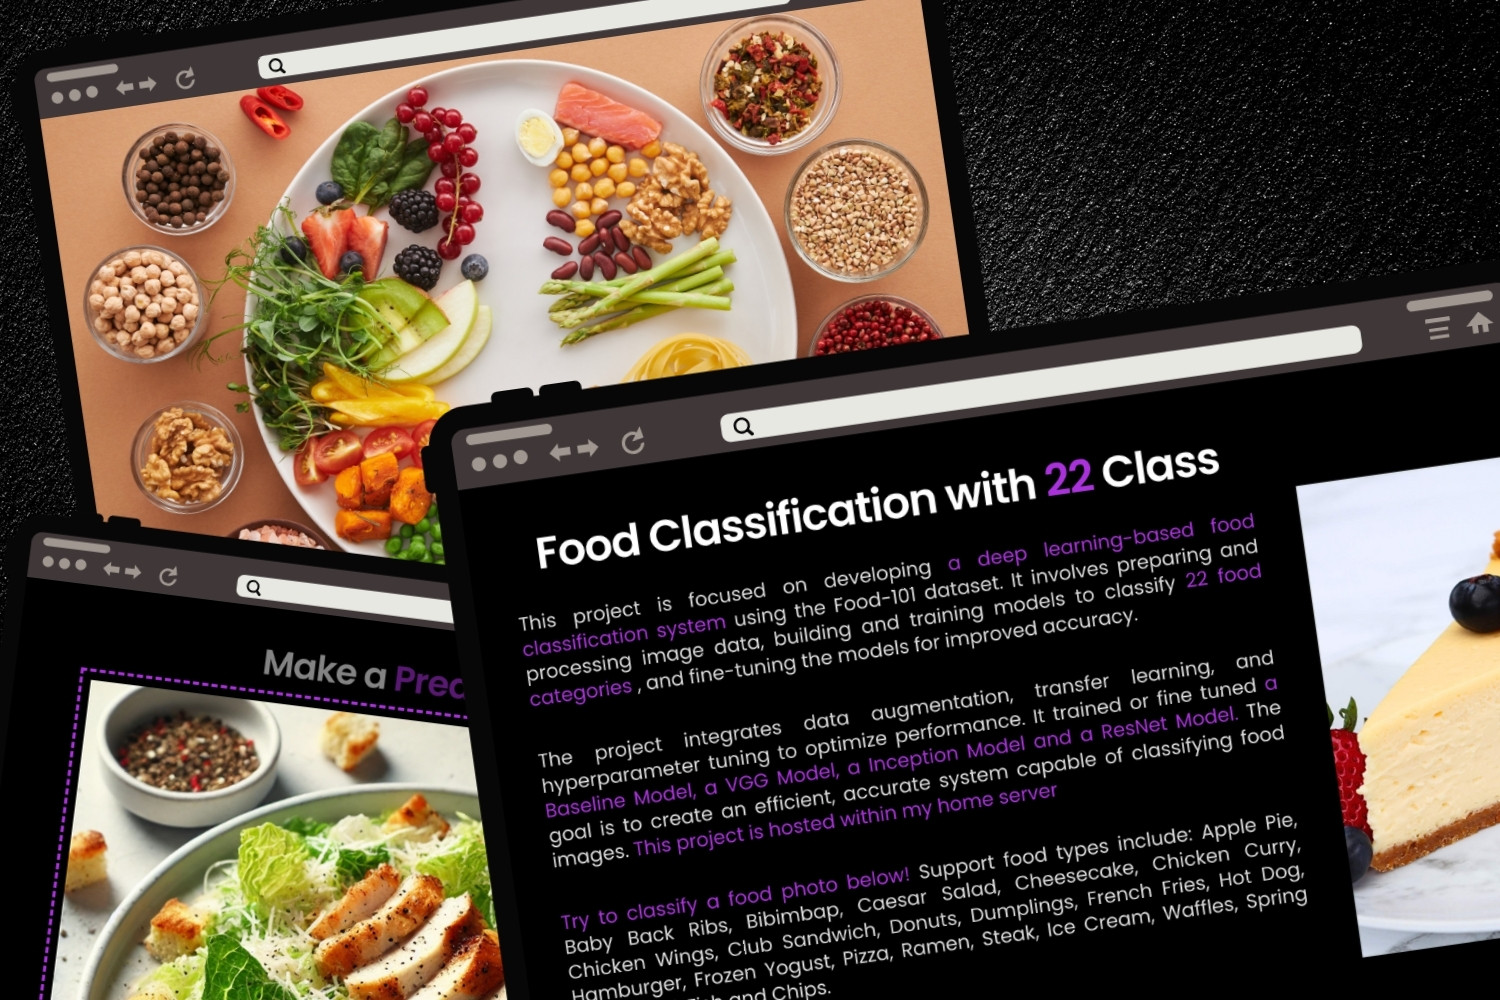 Food Classification with 22 Class
This project is focused on developing a deep learning-based food
classification system using the Food-101 dataset. It involves preparing and
processing image data, building and training models to classify 22 food
categories , and fine-tuning the models for improved accuracy.
The project integrates data augmentation, transfer learning, and
hyperparameter tuning to optimize performance. It trained or fine tuned a
Baseline Model, a VGG Model, a Inception Model and a ResNet Model. The
goal is to create an efficient, accurate system capable of classifying food
images. This project is hosted within my home server
Try to classify a food photo below! Support food types include: Apple Pie,
Baby Back Ribs, Bibimbap, Caesar Salad, Cheesecake, Chicken Curry,
Chicken Wings, Club Sandwich, Donuts, Dumplings, French Fries, Hot Dog,
Hamburger, Frozen Yogust, Pizza, Ramen, Steak, Ice Cream, Waffles, Spring
and Chips.
Make a